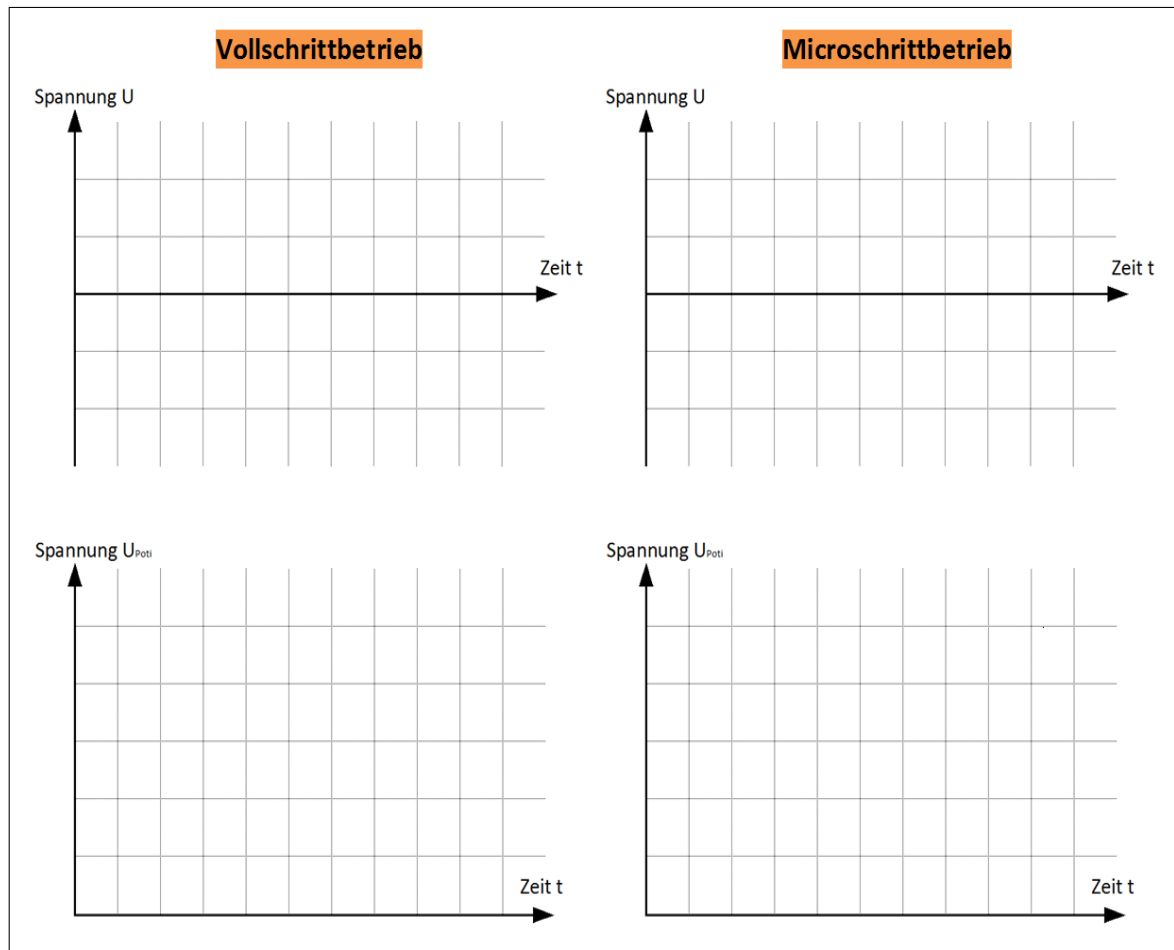 Vollschrittbetrieb
Microschrittbetrieb
Spannung U
Spannung U
Zeit t
Zeit t
Spannung UPoti
Spannung UPoti
Zeit t
Zeit t